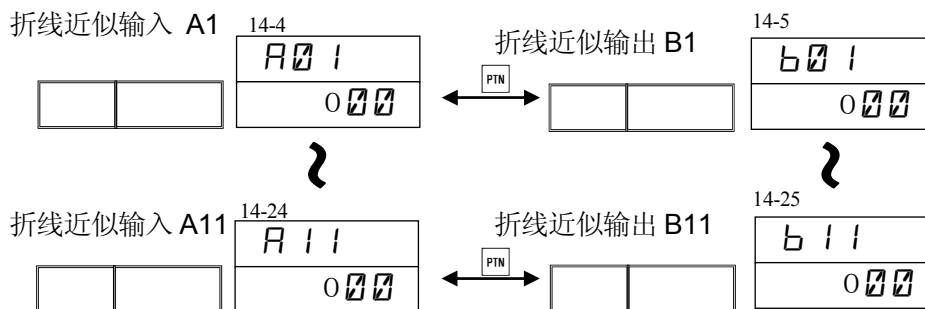 折线近似输入 A1
14-4
A01
000
PTN
折线近似输出 B1
14-5
b01
000
折线近似输入 A11
14-24
A11
000
PTN
折线近似输出 B11
14-25
b11
000